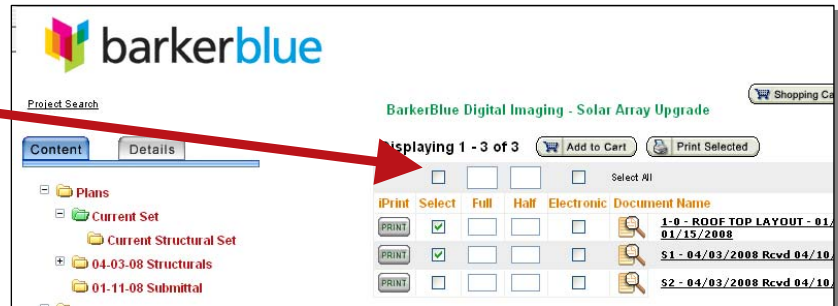 barkerblue
Project Search
Shopping Ca
BarkerBlue Digital Imaging - Solar Array Upgrade
Content Details
isplaying 1 - 3 of 3 Add to Cart Print Selected
Select All
iPrint Select Full Half Electronic Document Name
PRINT 1-0 - ROOF TOP LAYOUT - 01/
01/15/2008
PRINT S1 - 04/03/2008 Rcvd 04/10
PRINT S2 - 04/03/2008 Rcvd 04/10
Plans
Current Set
Current Structural Set
04-03-08 Structurals
01-11-08 Submittal